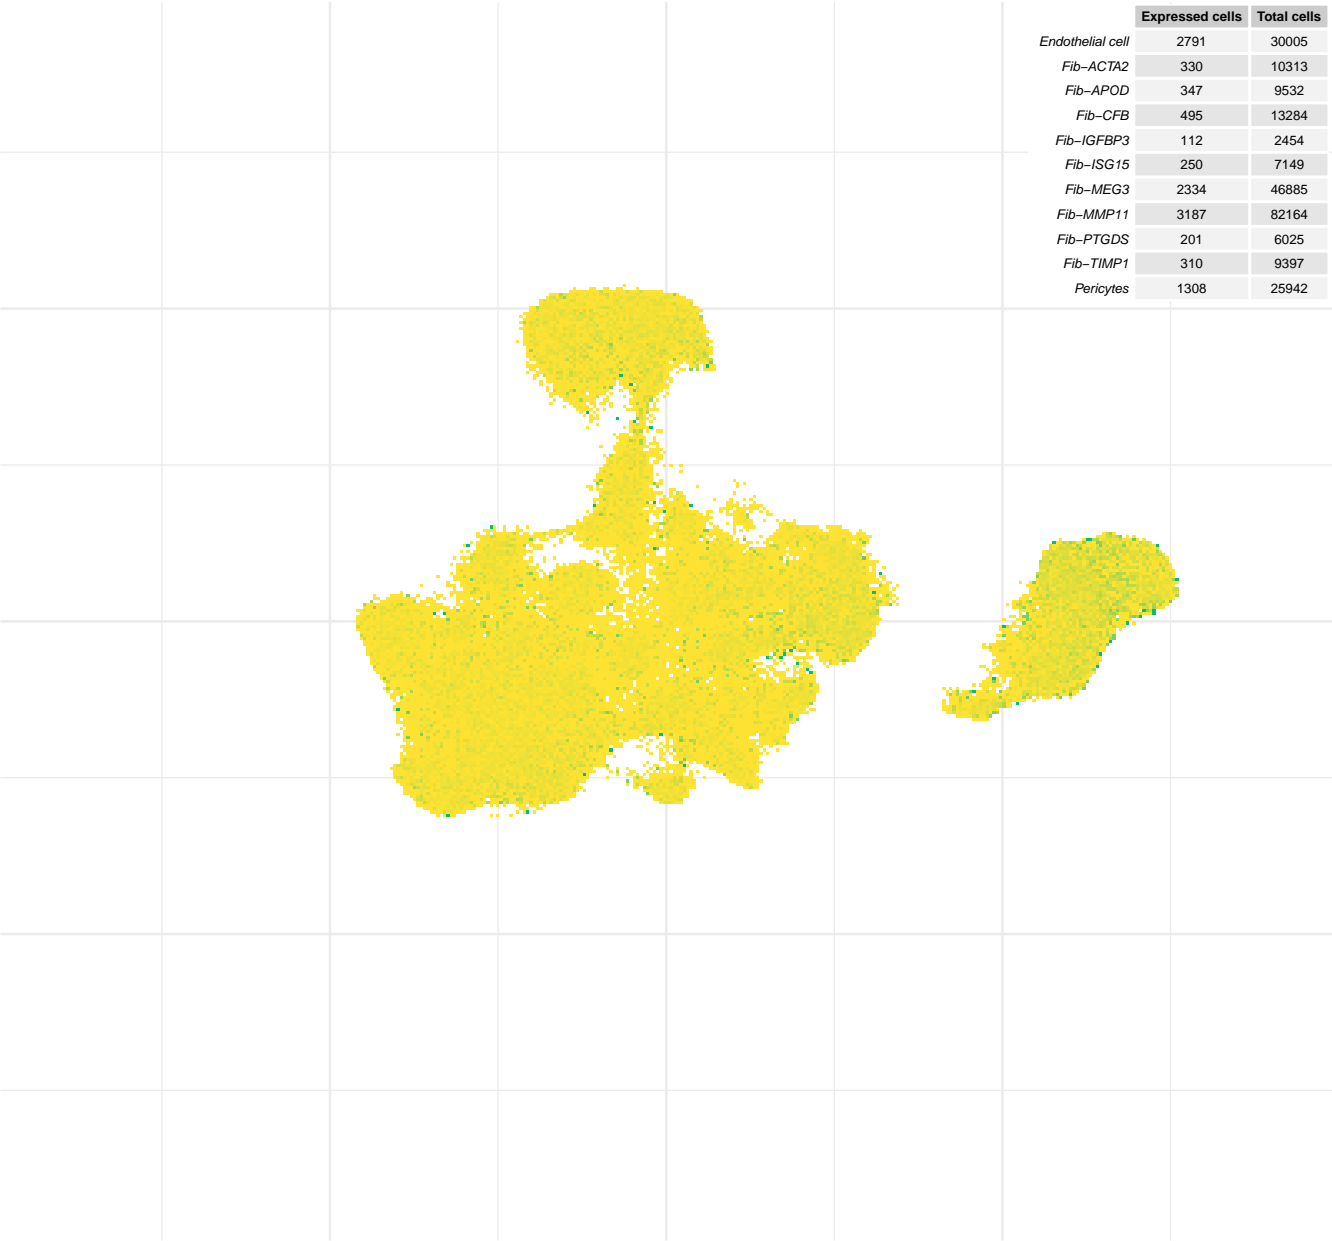 Expressed cells Total cells
Endothelial cell 2791 30005
Fib−ACTA2 330 10313
Fib−APOD 347 9532
Fib−CFB 495 13284
Fib−IGFBP3 112 2454
Fib−ISG15 250 7149
Fib−MEG3 2334 46885
Fib−MMP11 3187 82164
Fib−PTGDS 201 6025
Fib−TIMP1 310 9397
Pericytes 1308 25942